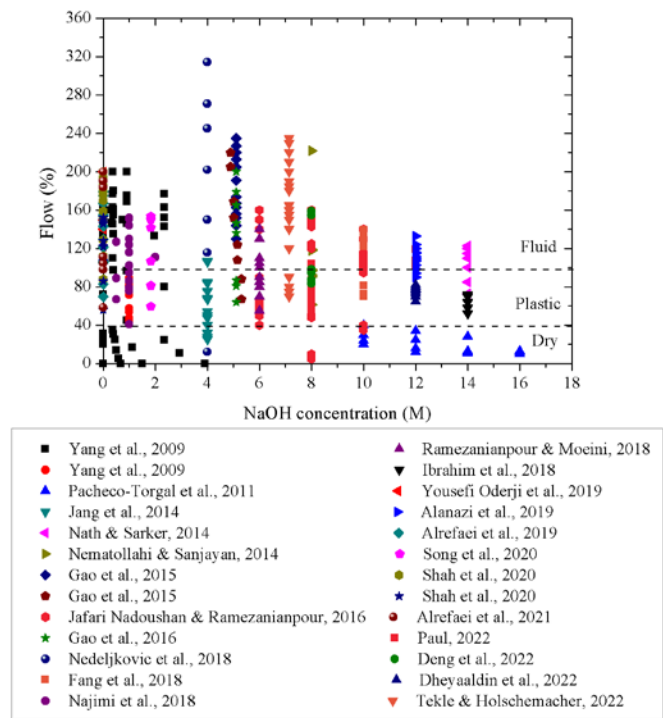 360
320
280
240
200
160
120
80
40
0
Flow (%)
Fluid
Plastic
Dry
0 2 4 6 8 10 12 14 16 18
NaOH concentration (M)
Yang et al., 2009
Yang et al., 2009
Pacheco-Torgal et al., 2011
Jang et al., 2014
Nath & Sarker, 2014
Nematollahi & Sanjayan, 2014
Gao et al., 2015
Gao et al., 2015
Jafari Nadoushan & Ramezanianpour, 2016
Gao et al., 2016
Nedeljkovic et al., 2018
Fang et al., 2018
Najimi et al., 2018
Ramezanianpour & Moeini, 2018
Ibrahim et al., 2018
Yousefi Oderji et al., 2019
Alanazi et al., 2019
Alrefaei et al., 2019
Song et al., 2020
Shah et al., 2020
Shah et al., 2020
Alrefaei et al., 2021
Paul, 2022
Deng et al., 2022
Dheyaaldin et al., 2022
Tekle & Holschemacher, 2022